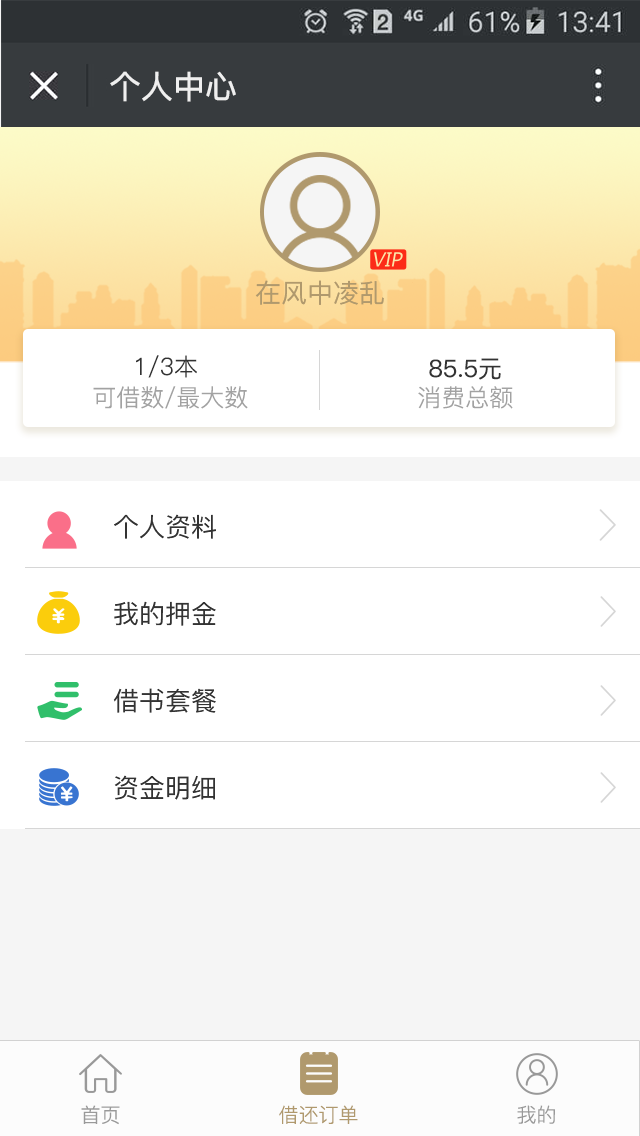 2 4G 61% 13:41
个人中心
VIP
在风中凌乱
1/3本
可借数/最大数
85.5元
消费总额
个人资料
¥
我的押金
借书套餐
¥
资金明细
首页
借还订单
我的